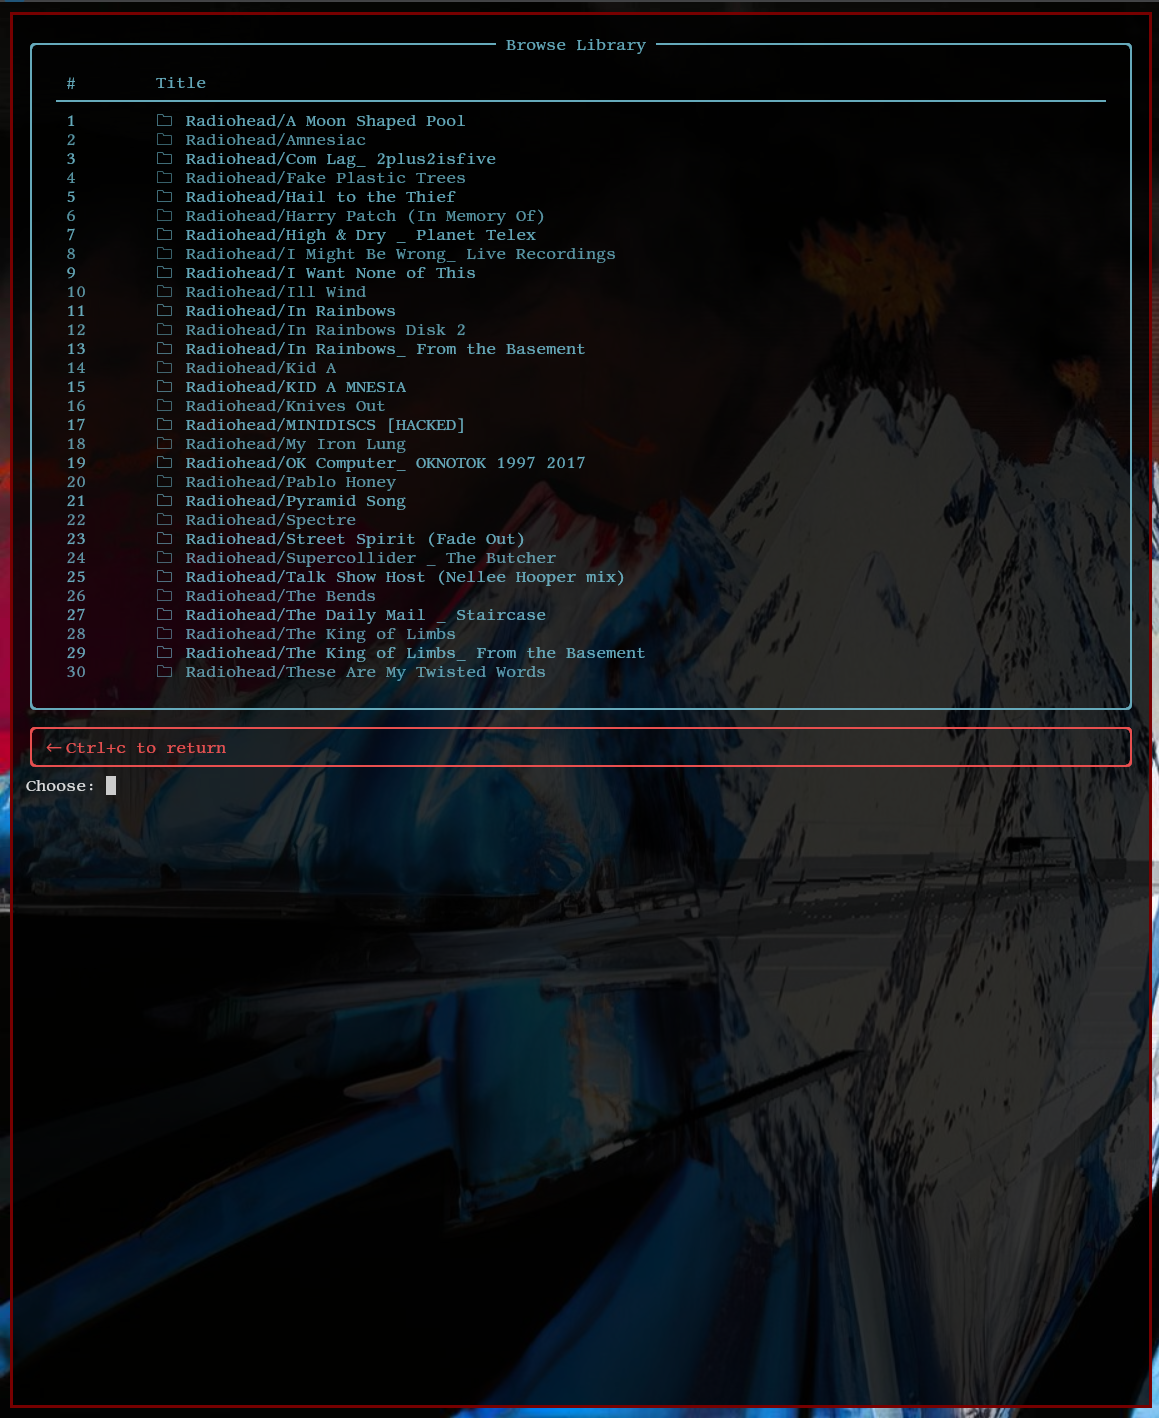 Browse Library
# Title
1 Radiohead/A Moon Shaped Pool
2 Radiohead/Amnesiac
3 Radiohead/Com Lag_ 2plus2isfive
4 Radiohead/Fake Plastic Trees
5 Radiohead/Hail to the Thief
6 Radiohead/Harry Patch (In Memory Of)
7 Radiohead/High & Dry _ Planet Telex
8 Radiohead/I Might Be Wrong_ Live Recordings
9 Radiohead/I Want None of This
10 Radiohead/Ill Wind
11 Radiohead/In Rainbows
12 Radiohead/In Rainbows Disk 2
13 Radiohead/In Rainbows_ From the Basement
14 Radiohead/Kid A
15 Radiohead/KID A MNESIA
16 Radiohead/Knives Out
17 Radiohead/MINIDISCS [HACKED]
18 Radiohead/My Iron Lung
19 Radiohead/OK Computer_ OKNOTOK 1997 2017
20 Radiohead/Pablo Honey
21 Radiohead/Pyramid Song
22 Radiohead/Spectre
23 Radiohead/Street Spirit (Fade Out)
24 Radiohead/Supercollider _ The Butcher
25 Radiohead/Talk Show Host (Nellee Hooper mix)
26 Radiohead/The Bends
27 Radiohead/The Daily Mail _ Staircase
28 Radiohead/The King of Limbs
29 Radiohead/The King of Limbs_ From the Basement
30 Radiohead/These Are My Twisted Words
←Ctrl+c to return
Choose: